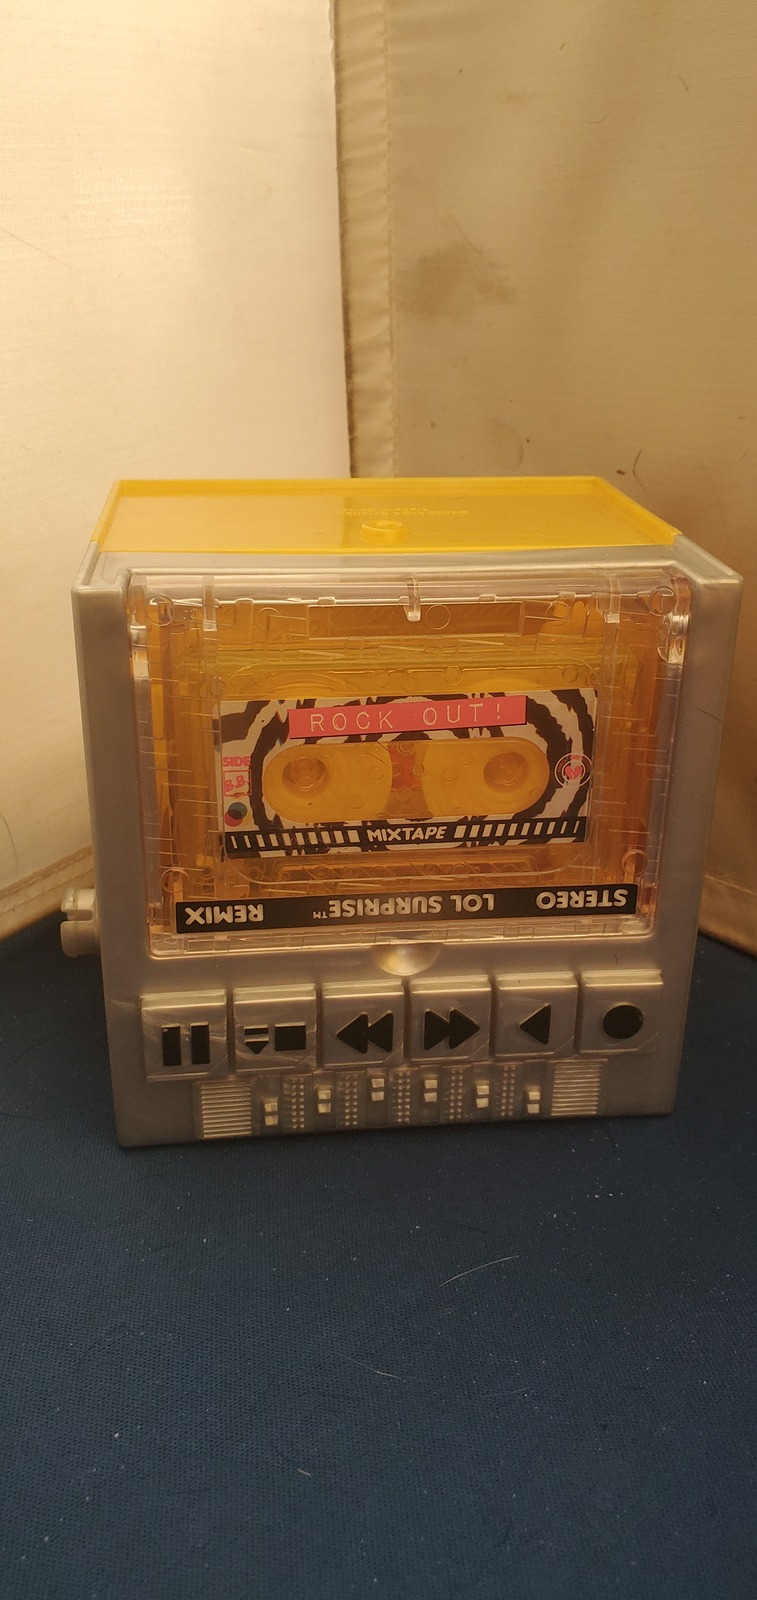 ROCK OUT!
SIDE
B.B.
MIXTAPE
STEREO LOL SURPRISE™ REMIX